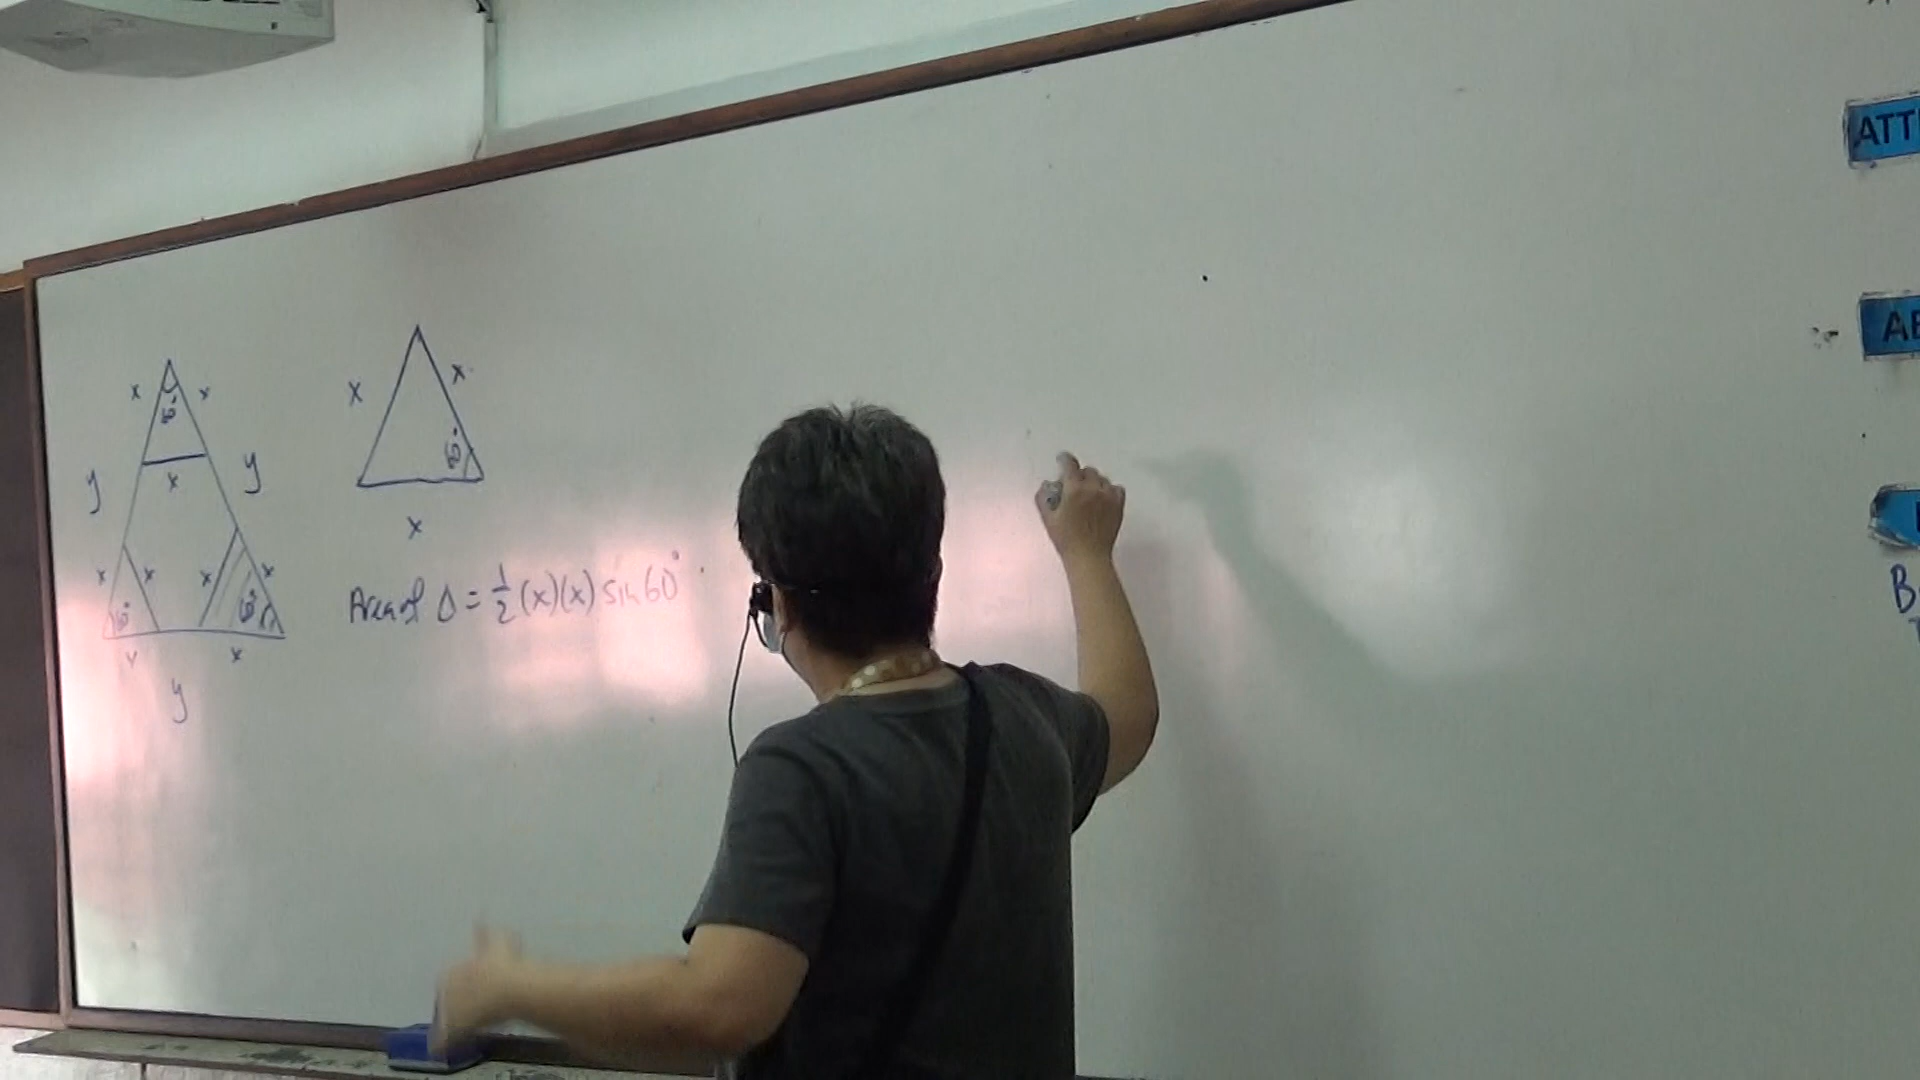 x x
60°
x
y y
x x x x
60° 60°
x x
y
x x
60°
x
Area of Δ = 1/2 (x)(x) sin 60°
ATT
AB
B